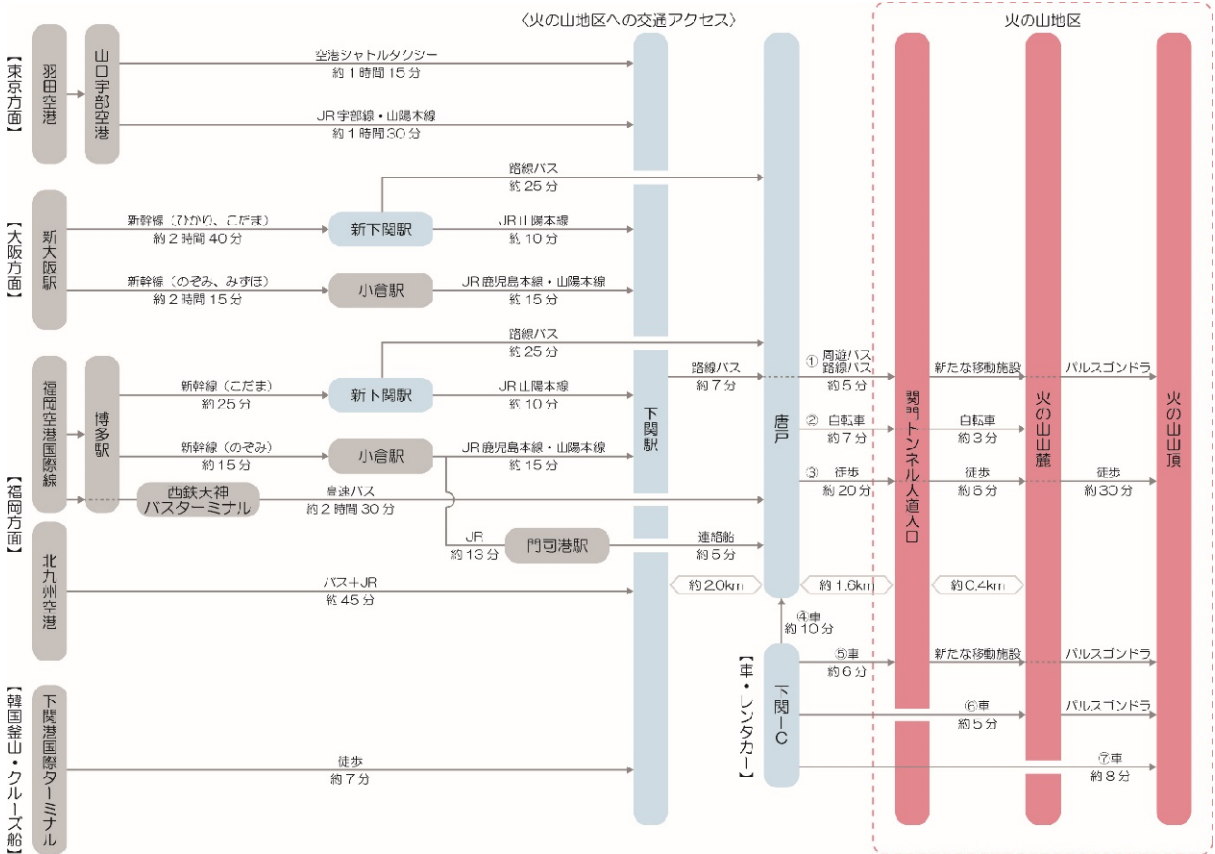 〈火の山地区への交通アクセス〉
火の山地区
【東京方面】
羽田空港
山口宇部空港
空港シャトルタクシー
約1時間15分
JR宇部線・山陽本線
約1時間30分
【大阪方面】
新大阪駅
路線バス
約25分
新幹線（ひかり、こだま）
約2時間40分
新下関駅
JR山陽本線
約10分
新幹線（のぞみ、みずほ）
約2時間15分
小倉駅
JR鹿児島本線・山陽本線
約15分
【福岡方面】
福岡空港国際線
博多駅
路線バス
約25分
新幹線（こだま）
約25分
新下関駅
JR山陽本線
約10分
新幹線（のぞみ）
約15分
小倉駅
JR鹿児島本線・山陽本線
約15分
西鉄天神
バスターミナル
高速バス
約2時間30分
JR
約13分
門司港駅
連絡船
約5分
北九州空港
バス+JR
約45分
【韓国釜山・クルーズ船】
下関港国際ターミナル
徒歩
約7分
下関駅
路線バス
約7分
唐戸
① 周遊バス
路線バス
約5分
② 自転車
約7分
③ 徒歩
約20分
関門トンネル人道入口
新たな移動施設
自転車
約3分
徒歩
約6分
火の山山麓
パルスゴンドラ
徒歩
約30分
火の山山頂
約2.0km
約1.6km
約0.4km
④車
約10分
【車・レンタカー】
下関IC
⑤車
約6分
新たな移動施設
パルスゴンドラ
⑥車
約5分
パルスゴンドラ
⑦車
約8分